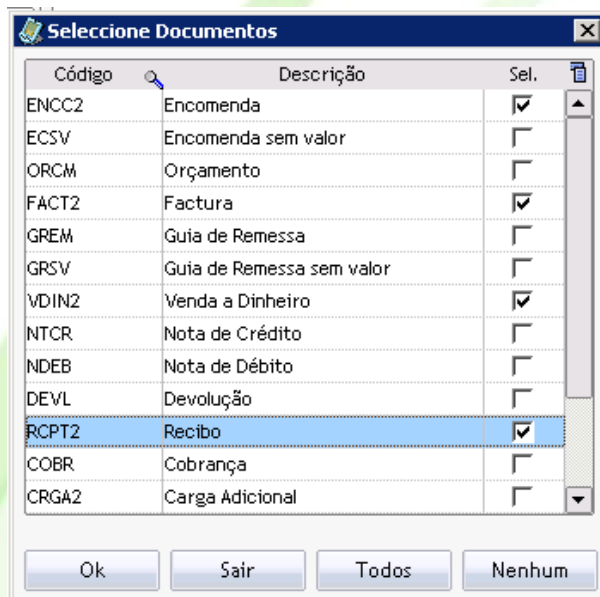 Seleccione Documentos
Código Descrição Sel.
ENCC2 Encomenda
ECSV Encomenda sem valor
ORCM Orçamento
FACT2 Factura
GREM Guia de Remessa
GRSV Guia de Remessa sem valor
VDIN2 Venda a Dinheiro
NTCR Nota de Crédito
NDEB Nota de Débito
DEVL Devolução
RCPT2 Recibo
COBR Cobrança
CRGA2 Carga Adicional
Ok Sair Todos Nenhum